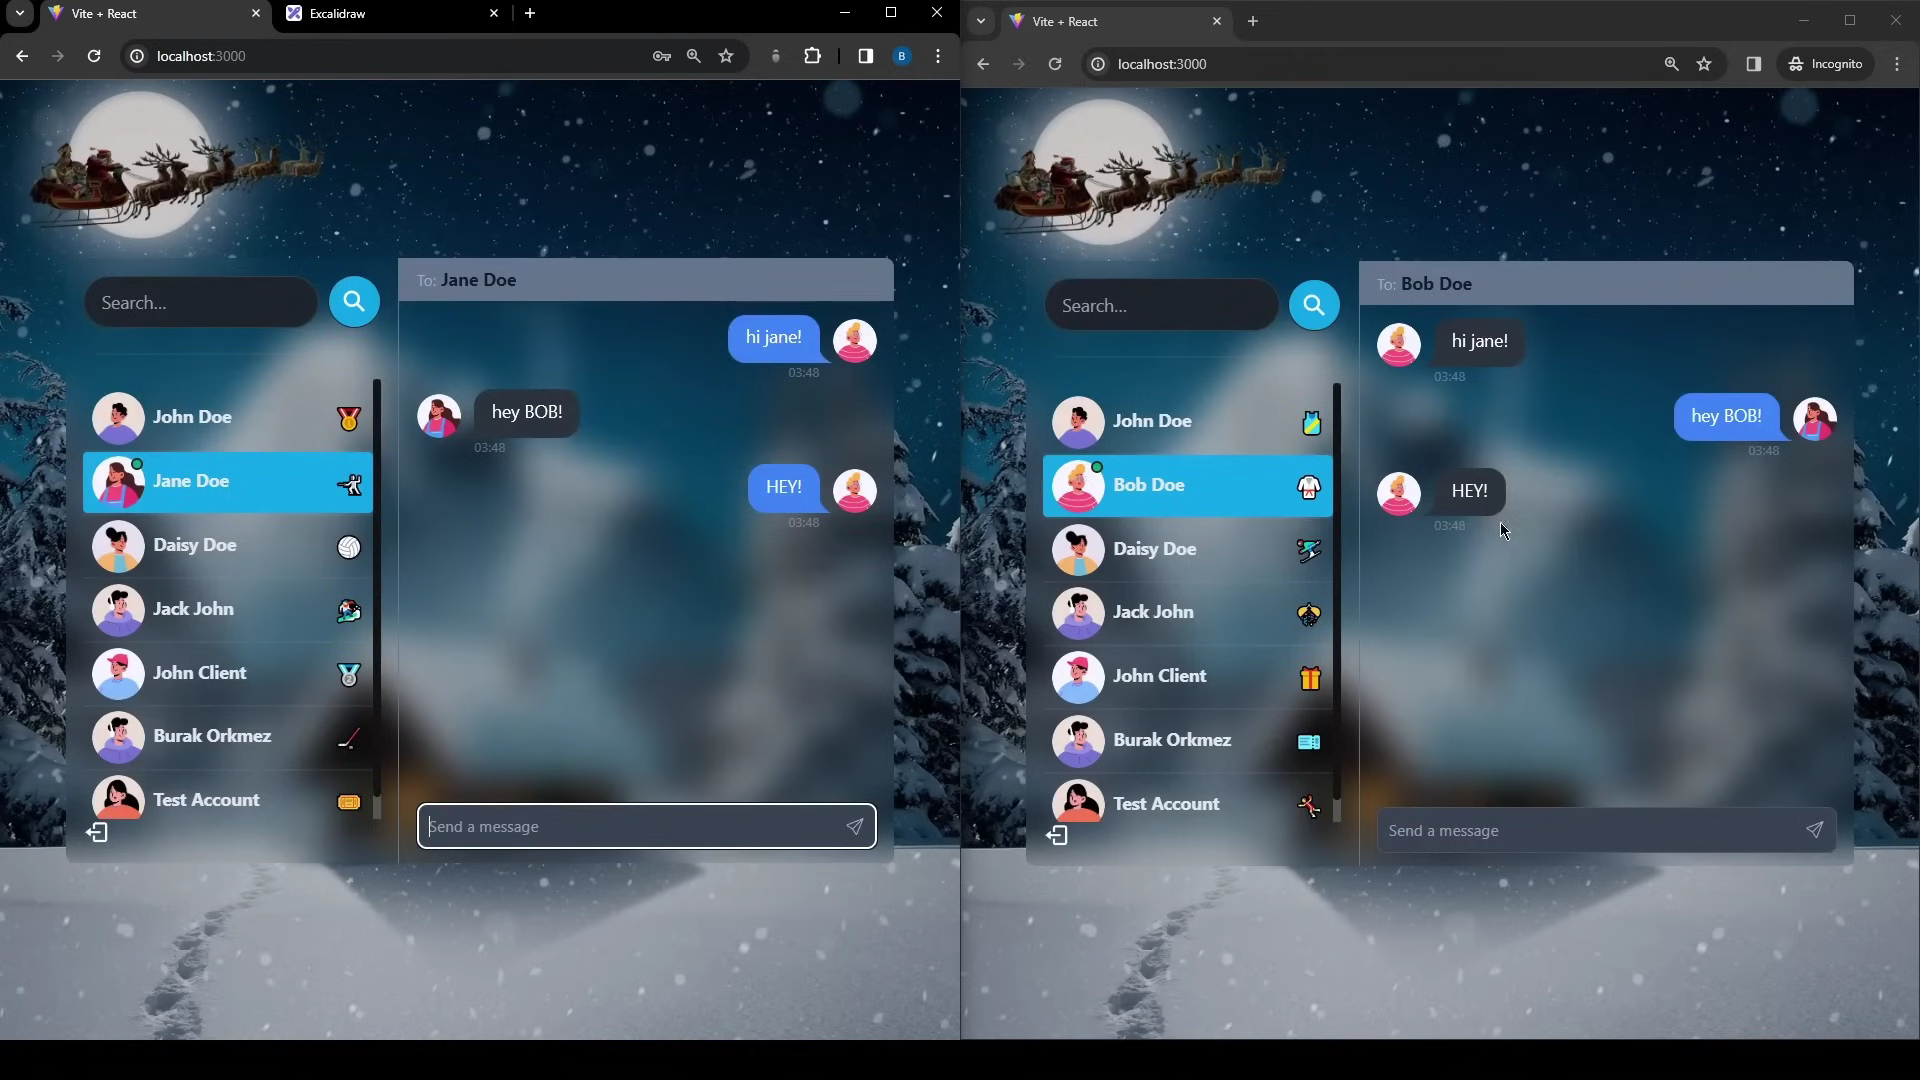 Vite + React
Excalidraw
localhost:3000
B
Search...
To: Jane Doe
hi jane!
03:48
hey BOB!
03:48
HEY!
03:48
John Doe
Jane Doe
Daisy Doe
Jack John
John Client
Burak Orkmez
Test Account
Send a message
Vite + React
localhost:3000
Incognito
Search...
To: Bob Doe
hi jane!
03:48
hey BOB!
03:48
HEY!
03:48
John Doe
Bob Doe
Daisy Doe
Jack John
John Client
Burak Orkmez
Test Account
Send a message